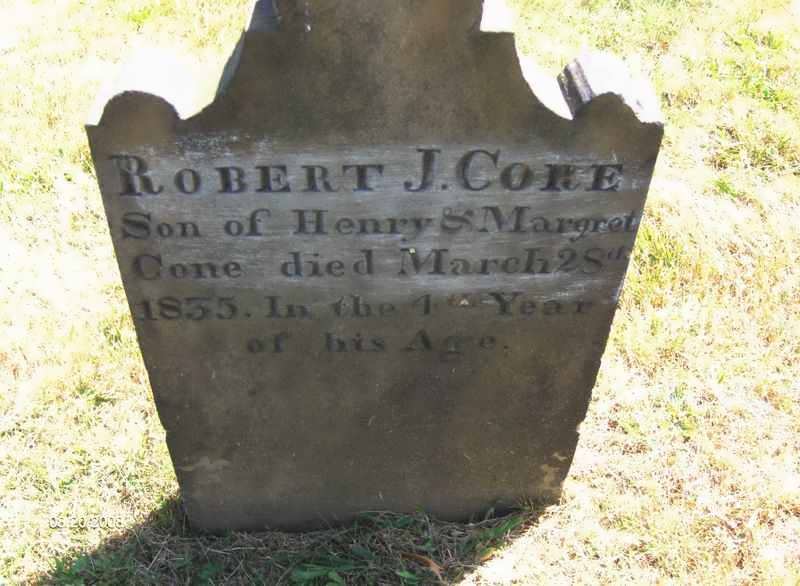 ROBERT J. CONE
Son of Henry & Margret
Cone died March 28th
1835. In the 4th Year
of his Age.
08.20.2008